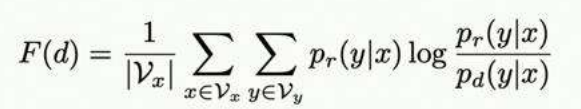 F(d) = \frac{1}{|\mathcal{V}_x|} \sum_{x \in \mathcal{V}_x} \sum_{y \in \mathcal{V}_y} p_r(y|x) \log \frac{p_r(y|x)}{p_d(y|x)}